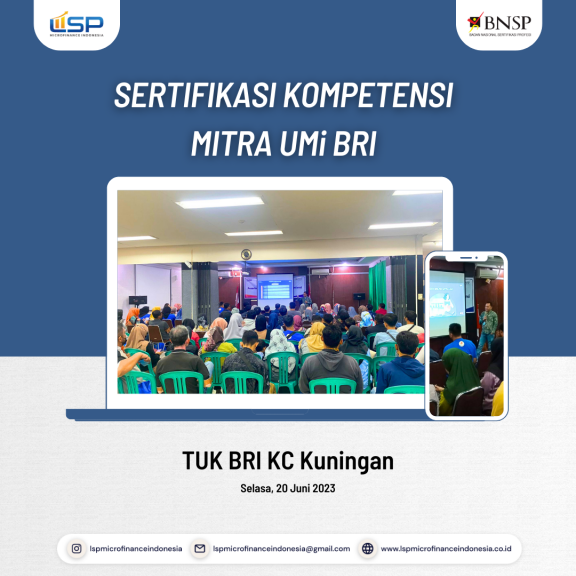 LSP
MICROFINANCE INDONESIA
BNSP
BADAN NASIONAL SERTIFIKASI PROFESI
SERTIFIKASI KOMPETENSI
MITRA UMi BRI
TUK BRI KC Kuningan
Selasa, 20 Juni 2023
lspmicrofinanceindonesia
lspmicrofinanceindonesia@gmail.com
www.lspmicrofinanceindonesia.co.id